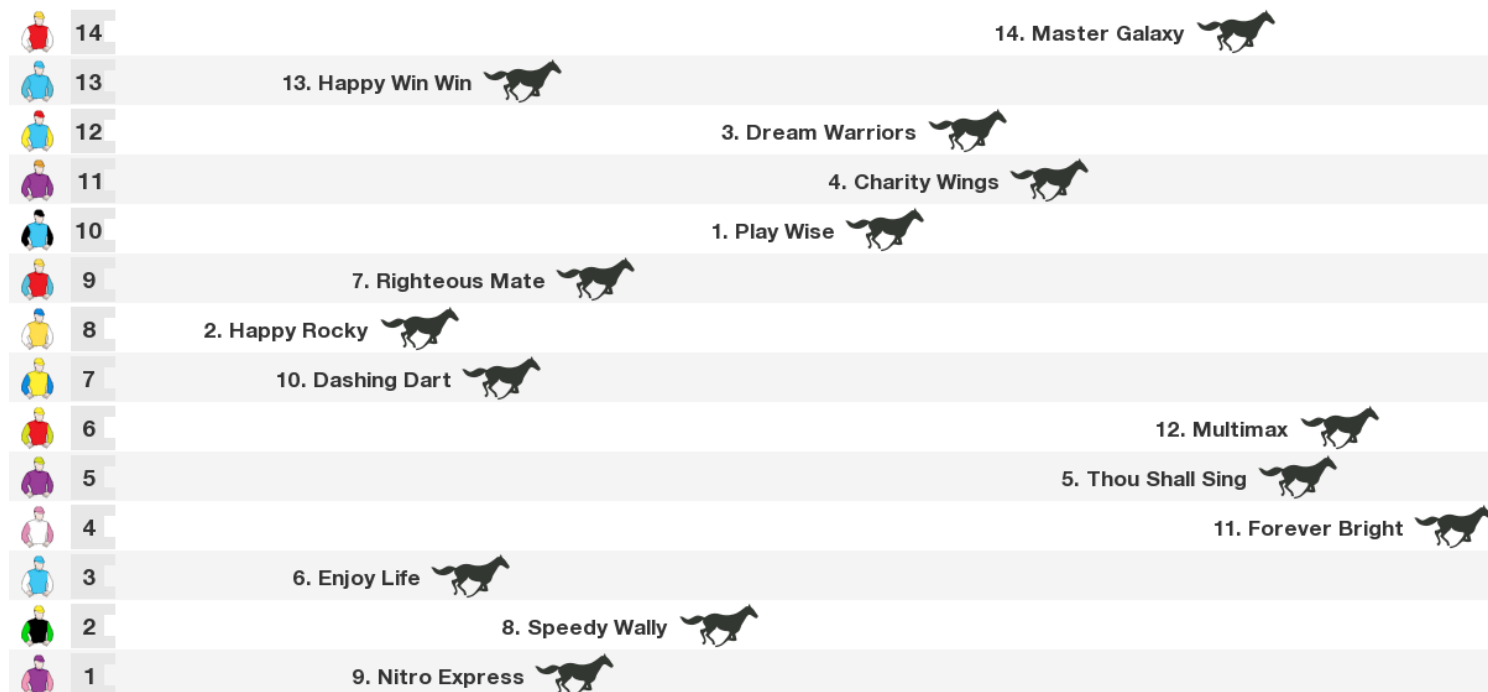 14 14. Master Galaxy
13 13. Happy Win Win
12 3. Dream Warriors
11 4. Charity Wings
10 1. Play Wise
9 7. Righteous Mate
8 2. Happy Rocky
7 10. Dashing Dart
6 12. Multimax
5 5. Thou Shall Sing
4 11. Forever Bright
3 6. Enjoy Life
2 8. Speedy Wally
1 9. Nitro Express